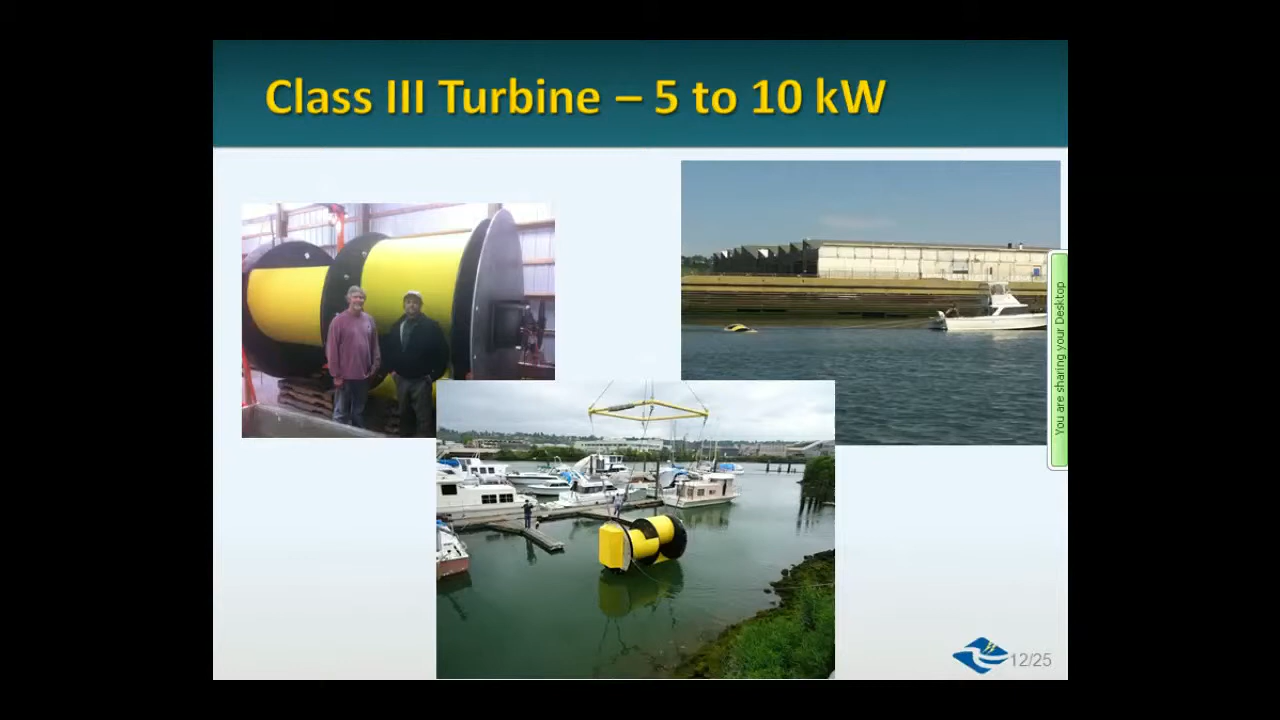 Class III Turbine – 5 to 10 kW
You are sharing your Desktop
12/25